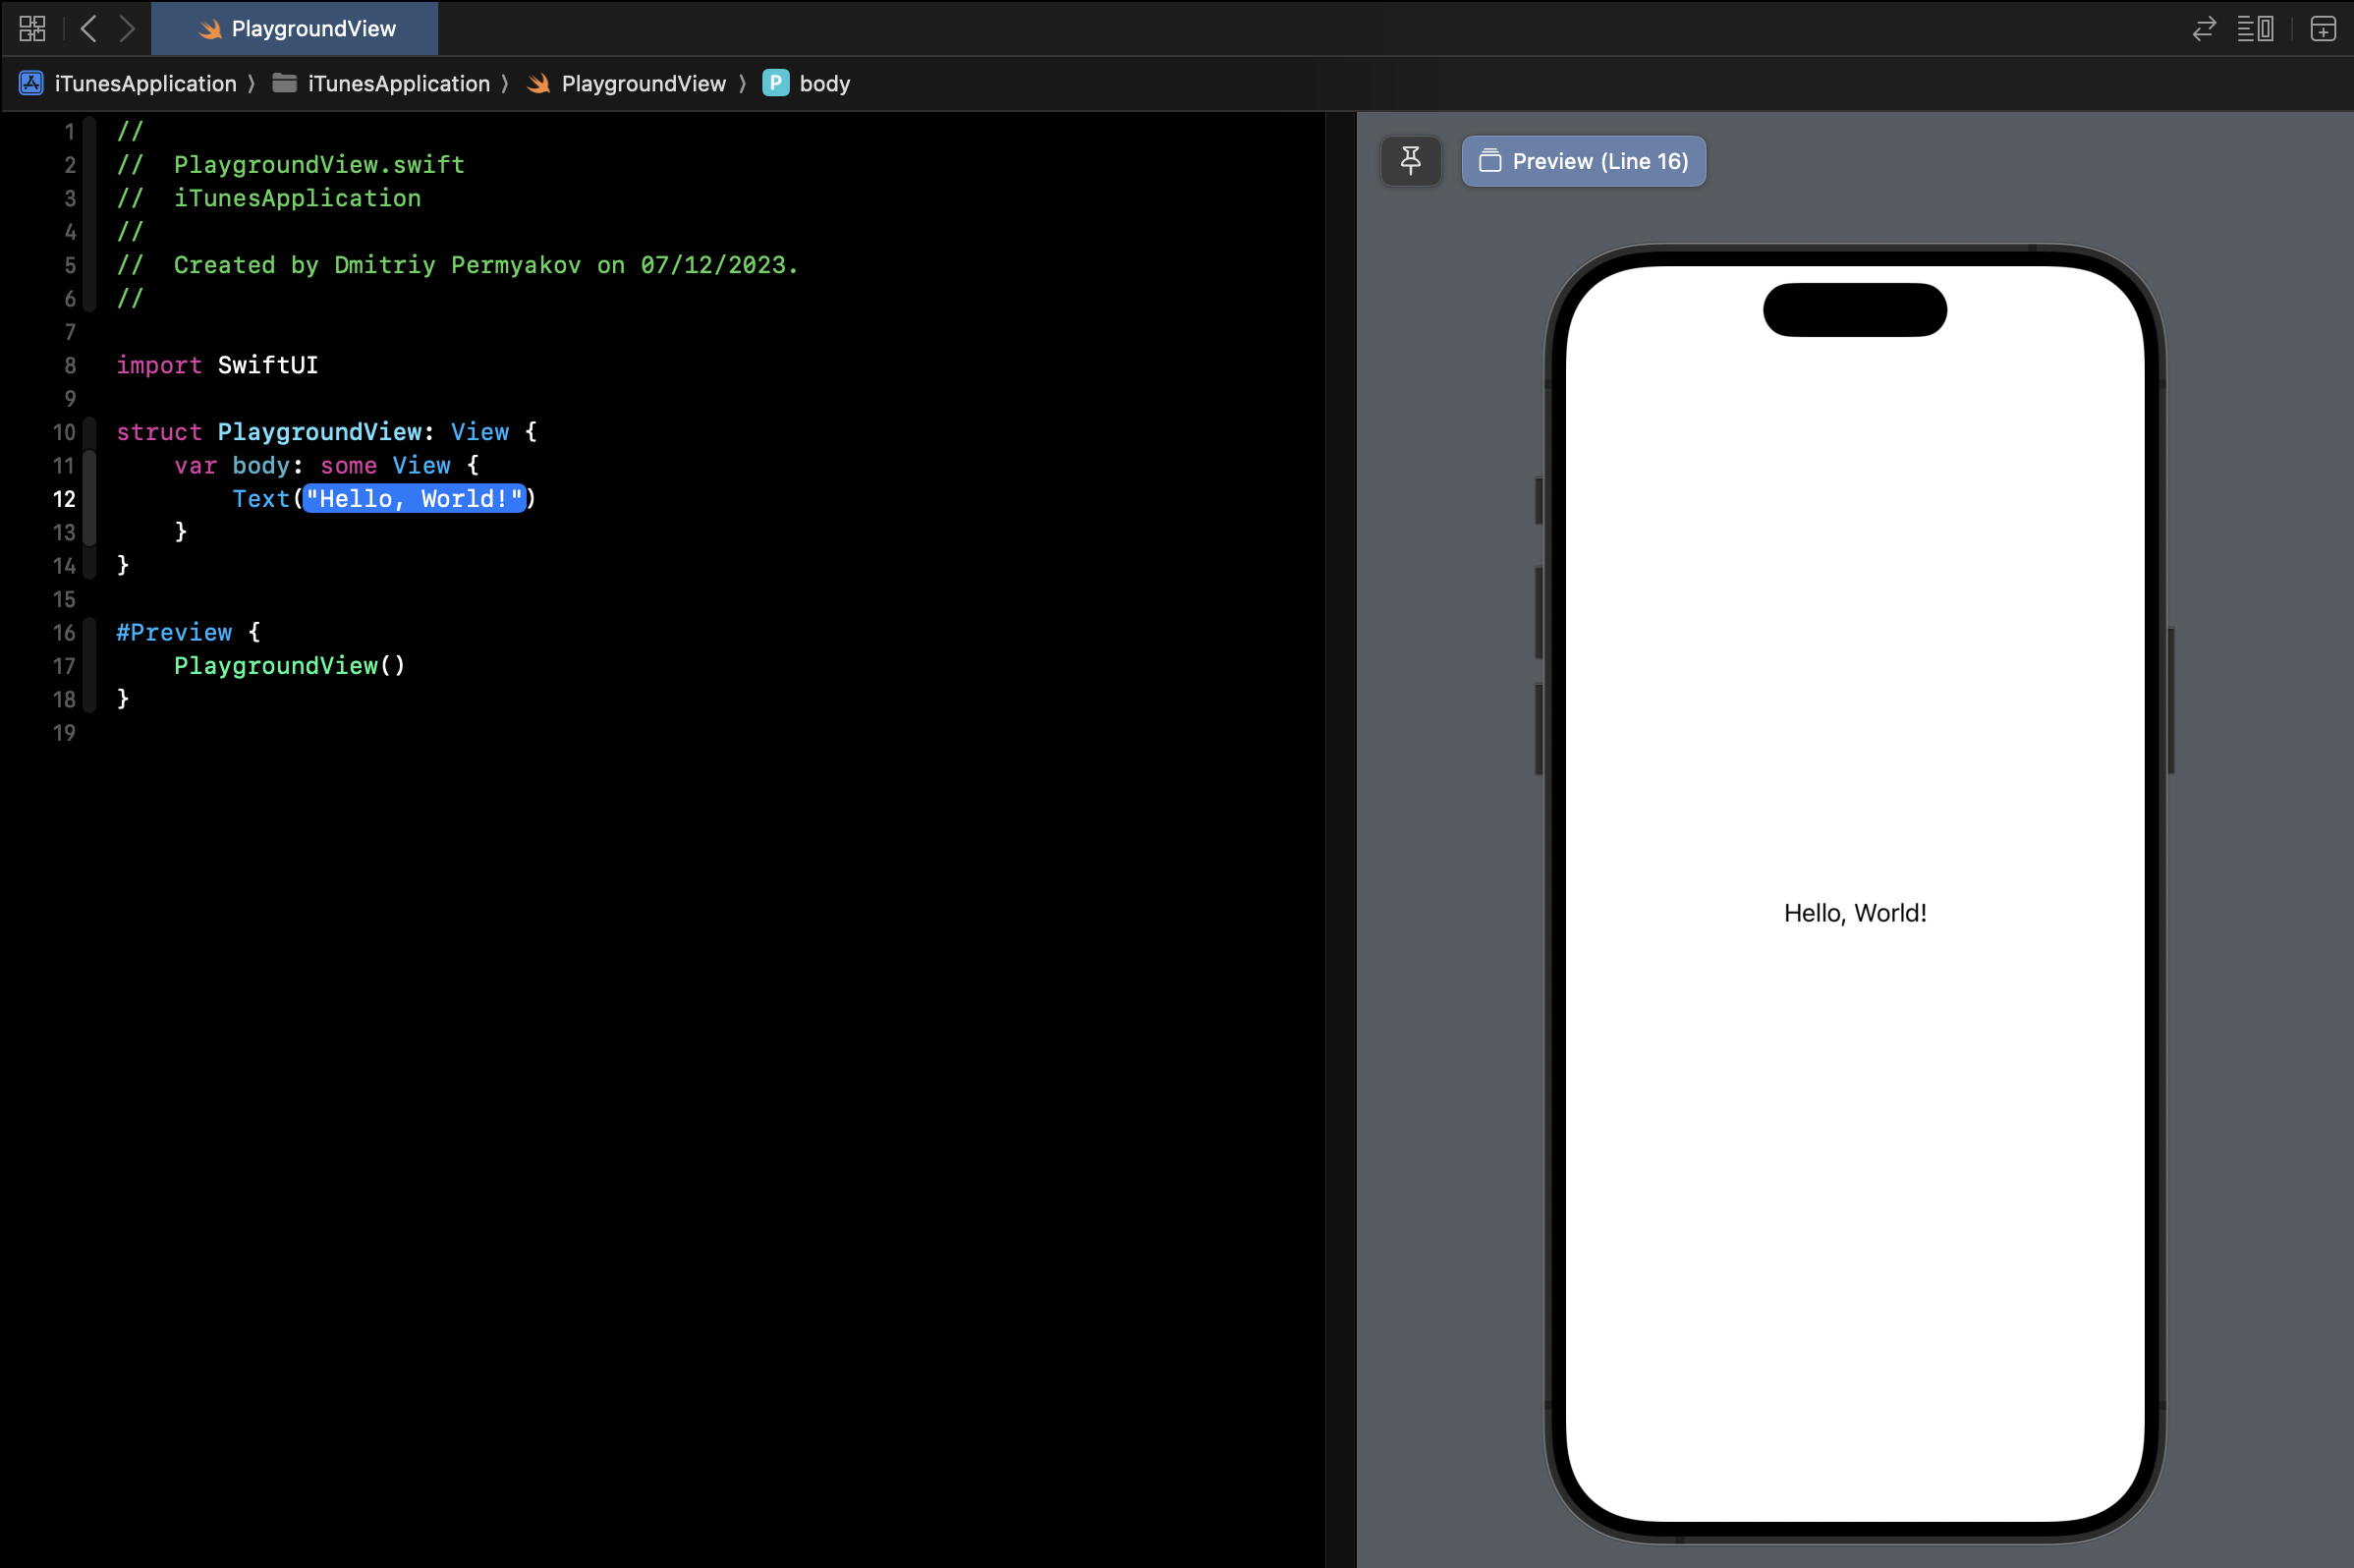 PlaygroundView
iTunesApplication 〉 iTunesApplication 〉 PlaygroundView 〉 P body
1 //
2 //  PlaygroundView.swift
3 //  iTunesApplication
4 //
5 //  Created by Dmitriy Permyakov on 07/12/2023.
6 //
7
8 import SwiftUI
9
10 struct PlaygroundView: View {
11     var body: some View {
12         Text("Hello, World!")
13     }
14 }
15
16 #Preview {
17     PlaygroundView()
18 }
19
Preview (Line 16)
Hello, World!